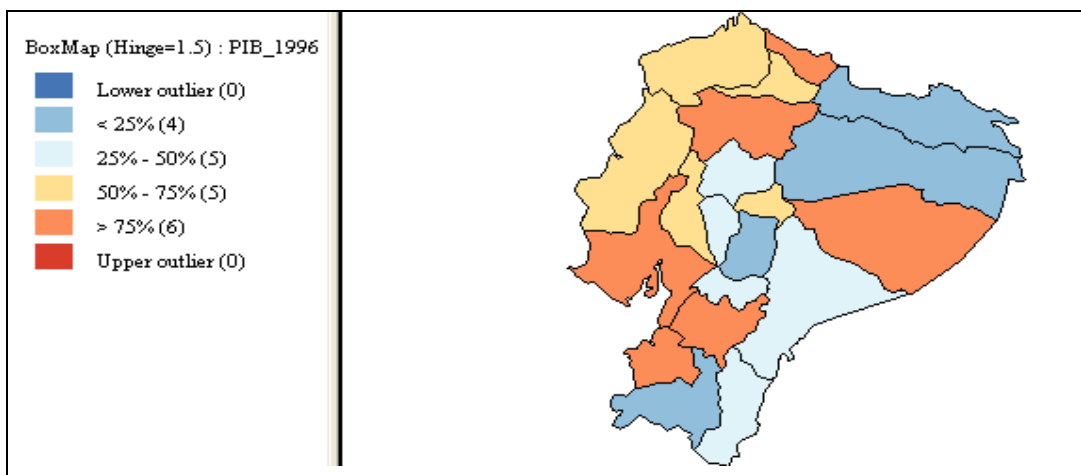 BoxMap (Hinge=1.5) : PIB_1996
Lower outlier (0)
< 25% (4)
25% - 50% (5)
50% - 75% (5)
> 75% (6)
Upper outlier (0)